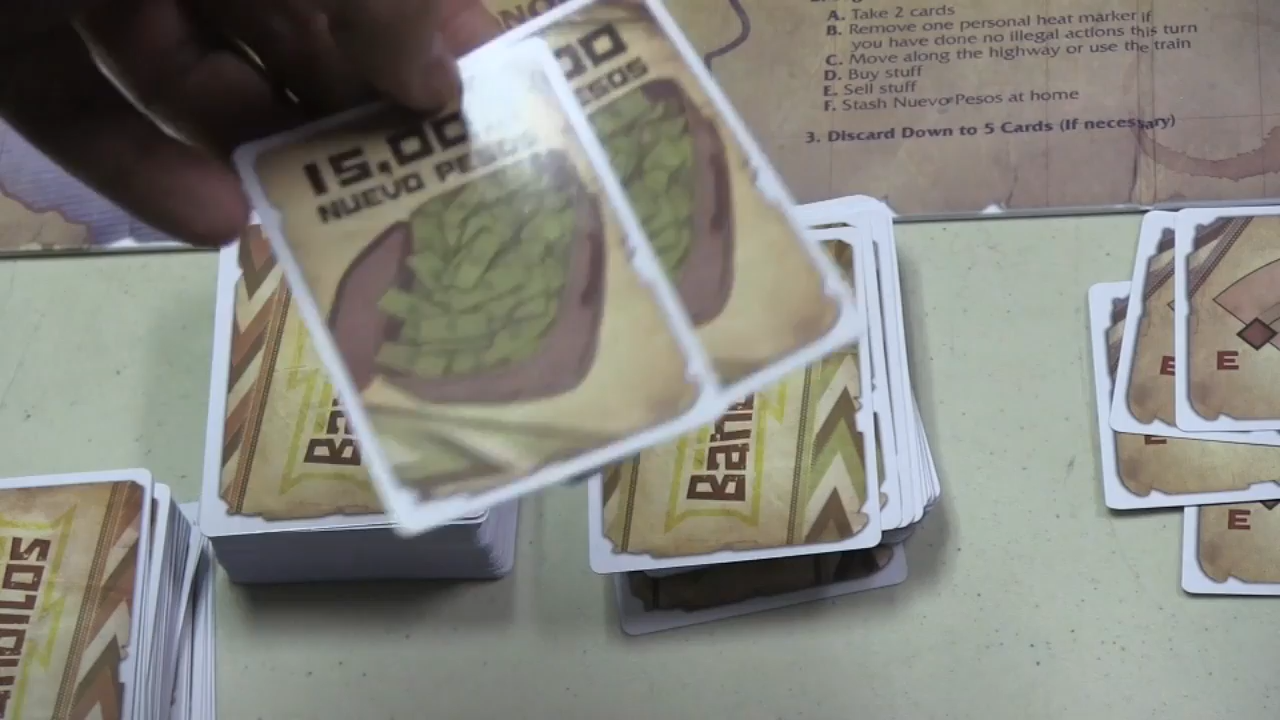 A. Take 2 cards
B. Remove one personal heat marker if
you have done no illegal actions this turn
C. Move along the highway or use the train
D. Buy stuff
E. Sell stuff
F. Stash Nuevo Pesos at home
3. Discard Down to 5 Cards (If necessary)
PESOS
15,00
NUEVO PESOS
E
E
E